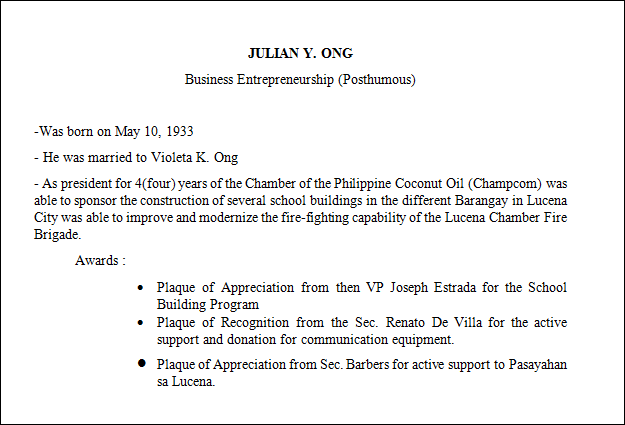 JULIAN Y. ONG
Business Entrepreneurship (Posthumous)
-Was born on May 10, 1933
- He was married to Violeta K. Ong
- As president for 4(four) years of the Chamber of the Philippine Coconut Oil (Champcom) was
able to sponsor the construction of several school buildings in the different Barangay in Lucena
City was able to improve and modernize the fire-fighting capability of the Lucena Chamber Fire
Brigade.
Awards :
• Plaque of Appreciation from then VP Joseph Estrada for the School
Building Program
• Plaque of Recognition from the Sec. Renato De Villa for the active
support and donation for communication equipment.
• Plaque of Appreciation from Sec. Barbers for active support to Pasayahan
sa Lucena.